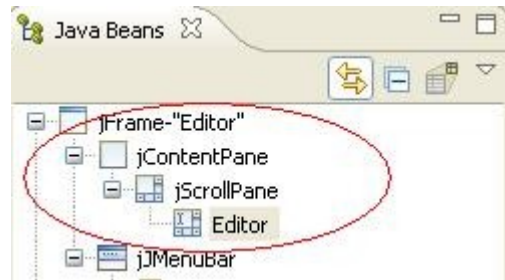 Java Beans
jFrame-"Editor"
jContentPane
jScrollPane
Editor
jJMenuBar